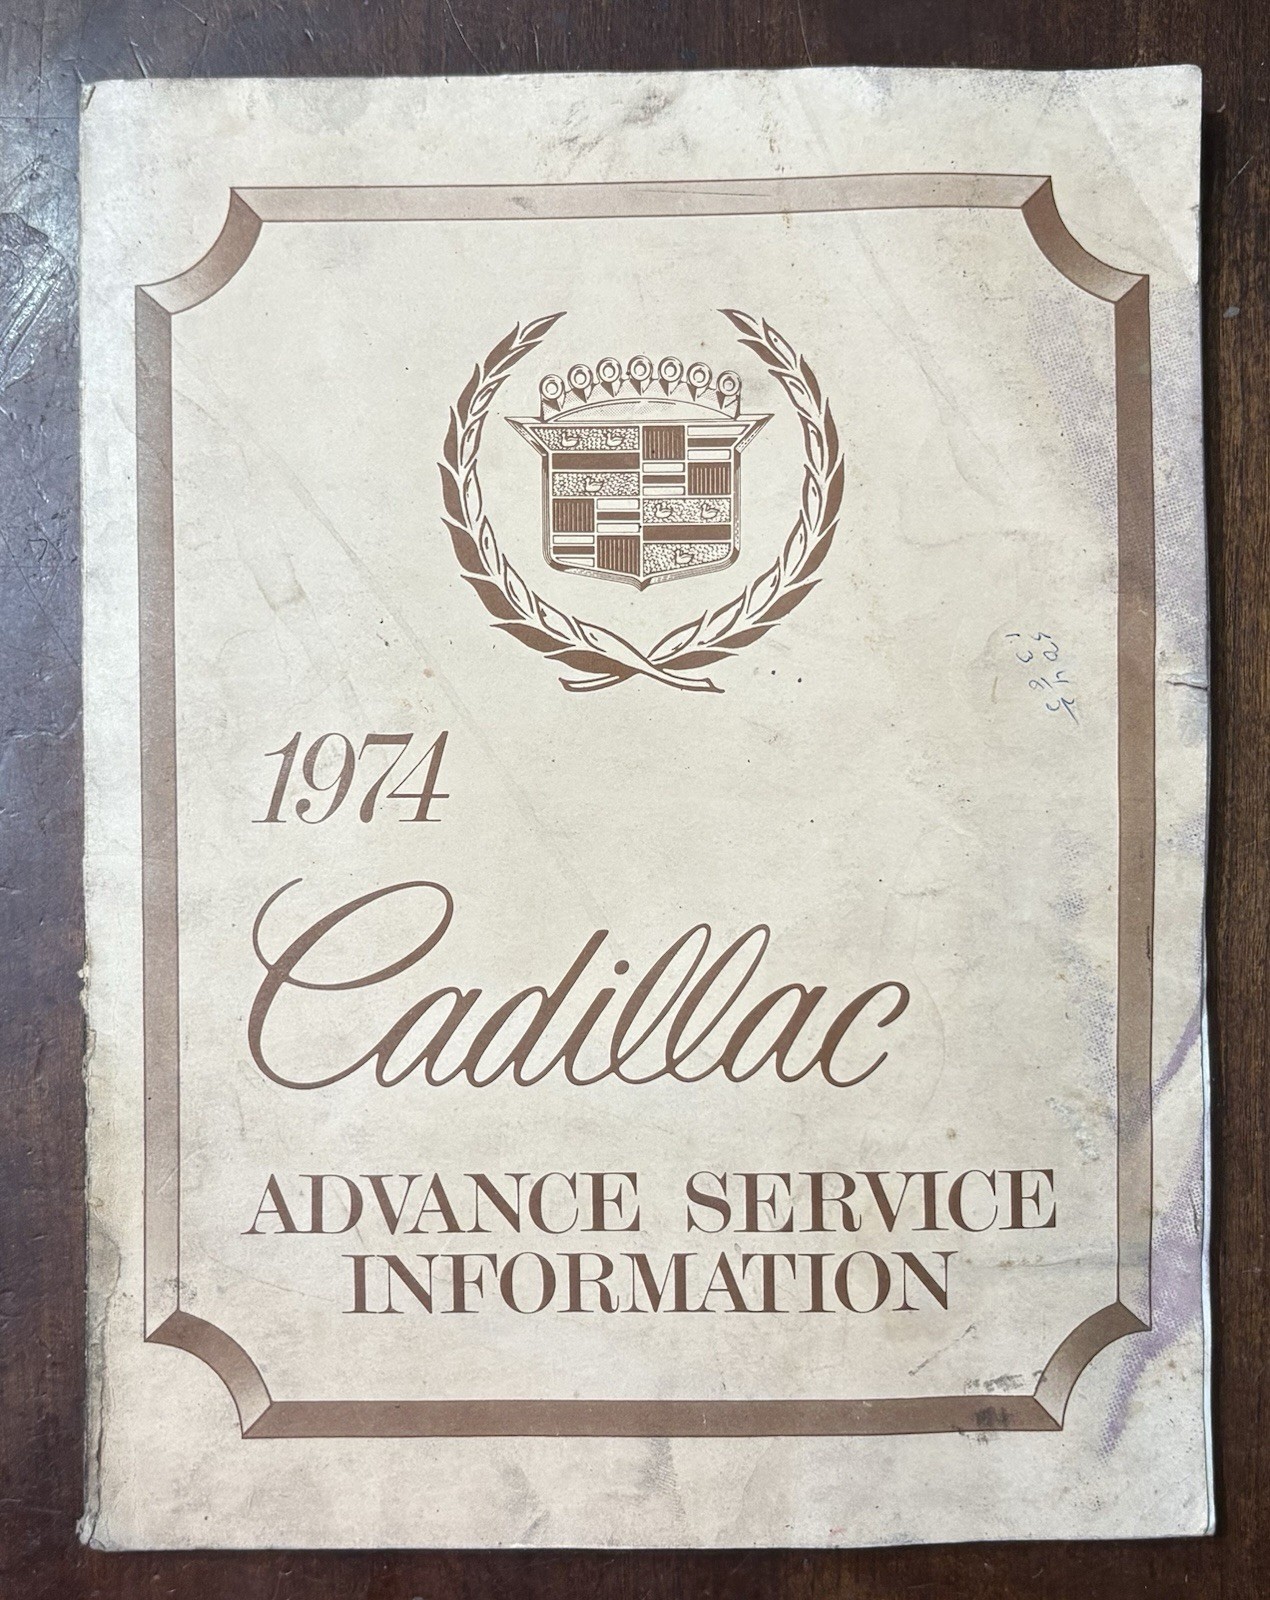 1974
Cadillac
ADVANCE SERVICE
INFORMATION